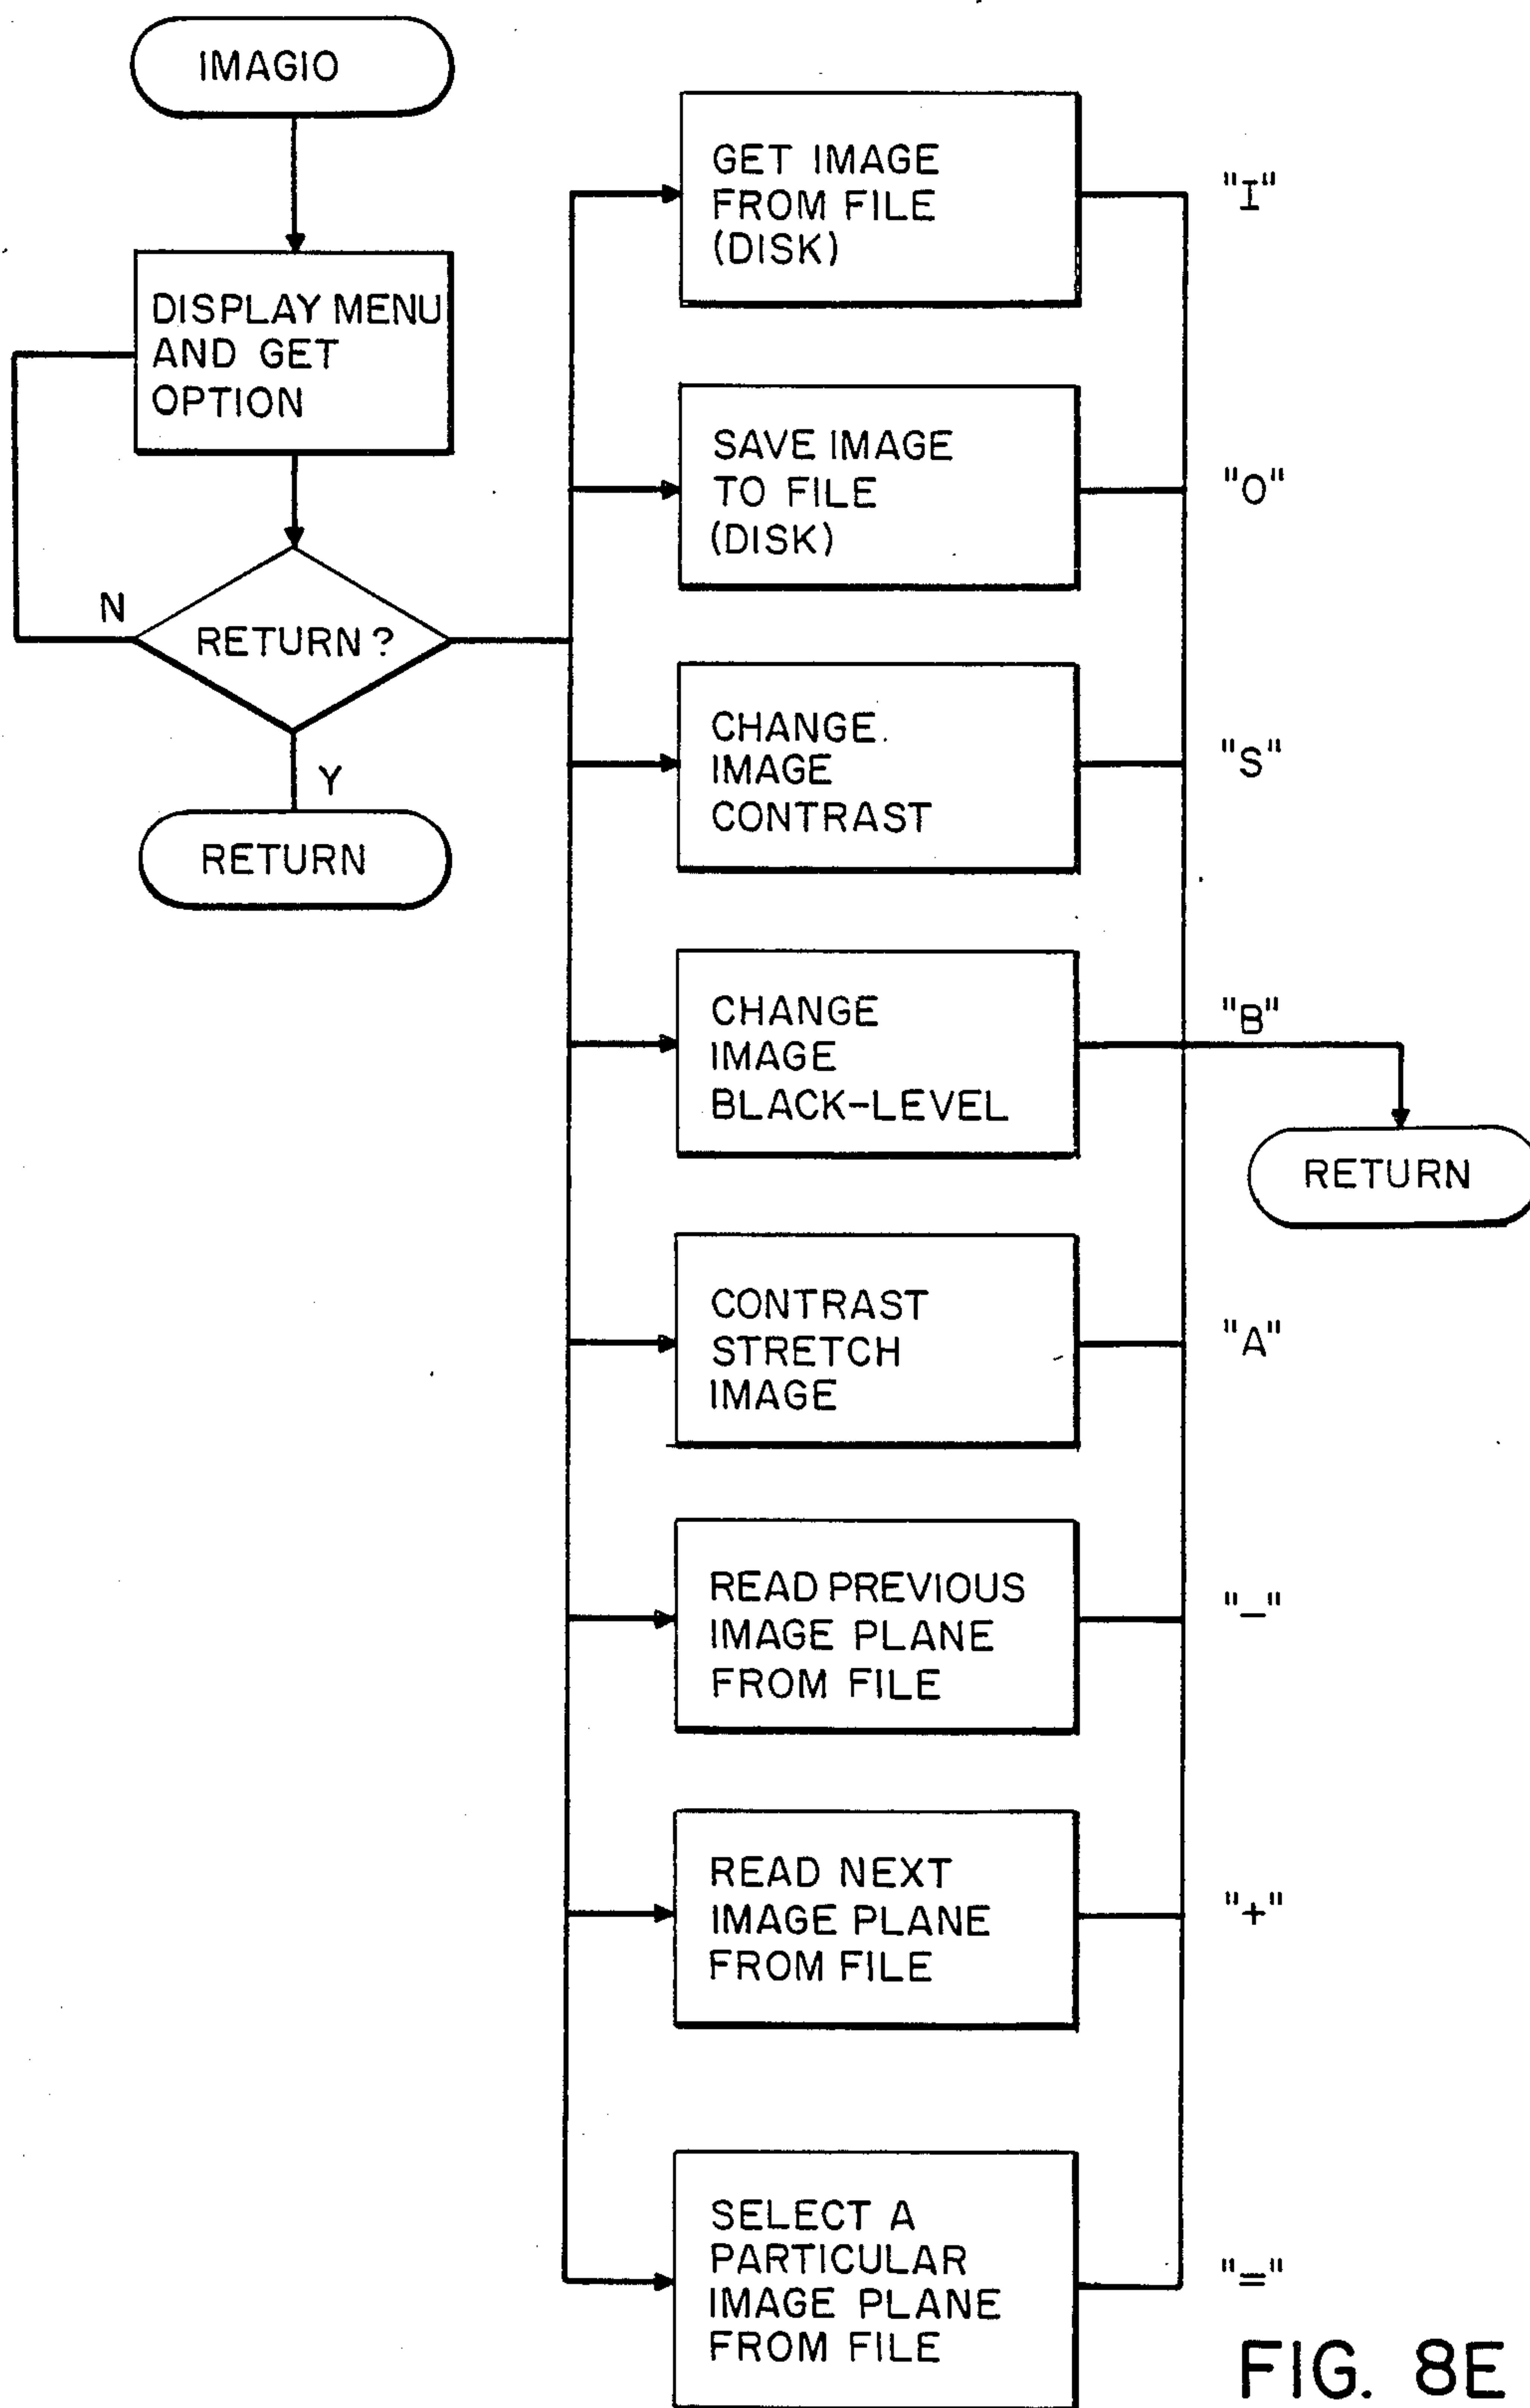 IMAGIO
DISPLAY MENU
AND GET
OPTION
N
RETURN ?
Y
RETURN
GET IMAGE
FROM FILE
(DISK)
"I"
SAVE IMAGE
TO FILE
(DISK)
"O"
CHANGE
IMAGE
CONTRAST
"S"
CHANGE
IMAGE
BLACK-LEVEL
"B"
RETURN
CONTRAST
STRETCH
IMAGE
"A"
READ PREVIOUS
IMAGE PLANE
FROM FILE
"-"
READ NEXT
IMAGE PLANE
FROM FILE
"+"
SELECT A
PARTICULAR
IMAGE PLANE
FROM FILE
"="
FIG. 8E